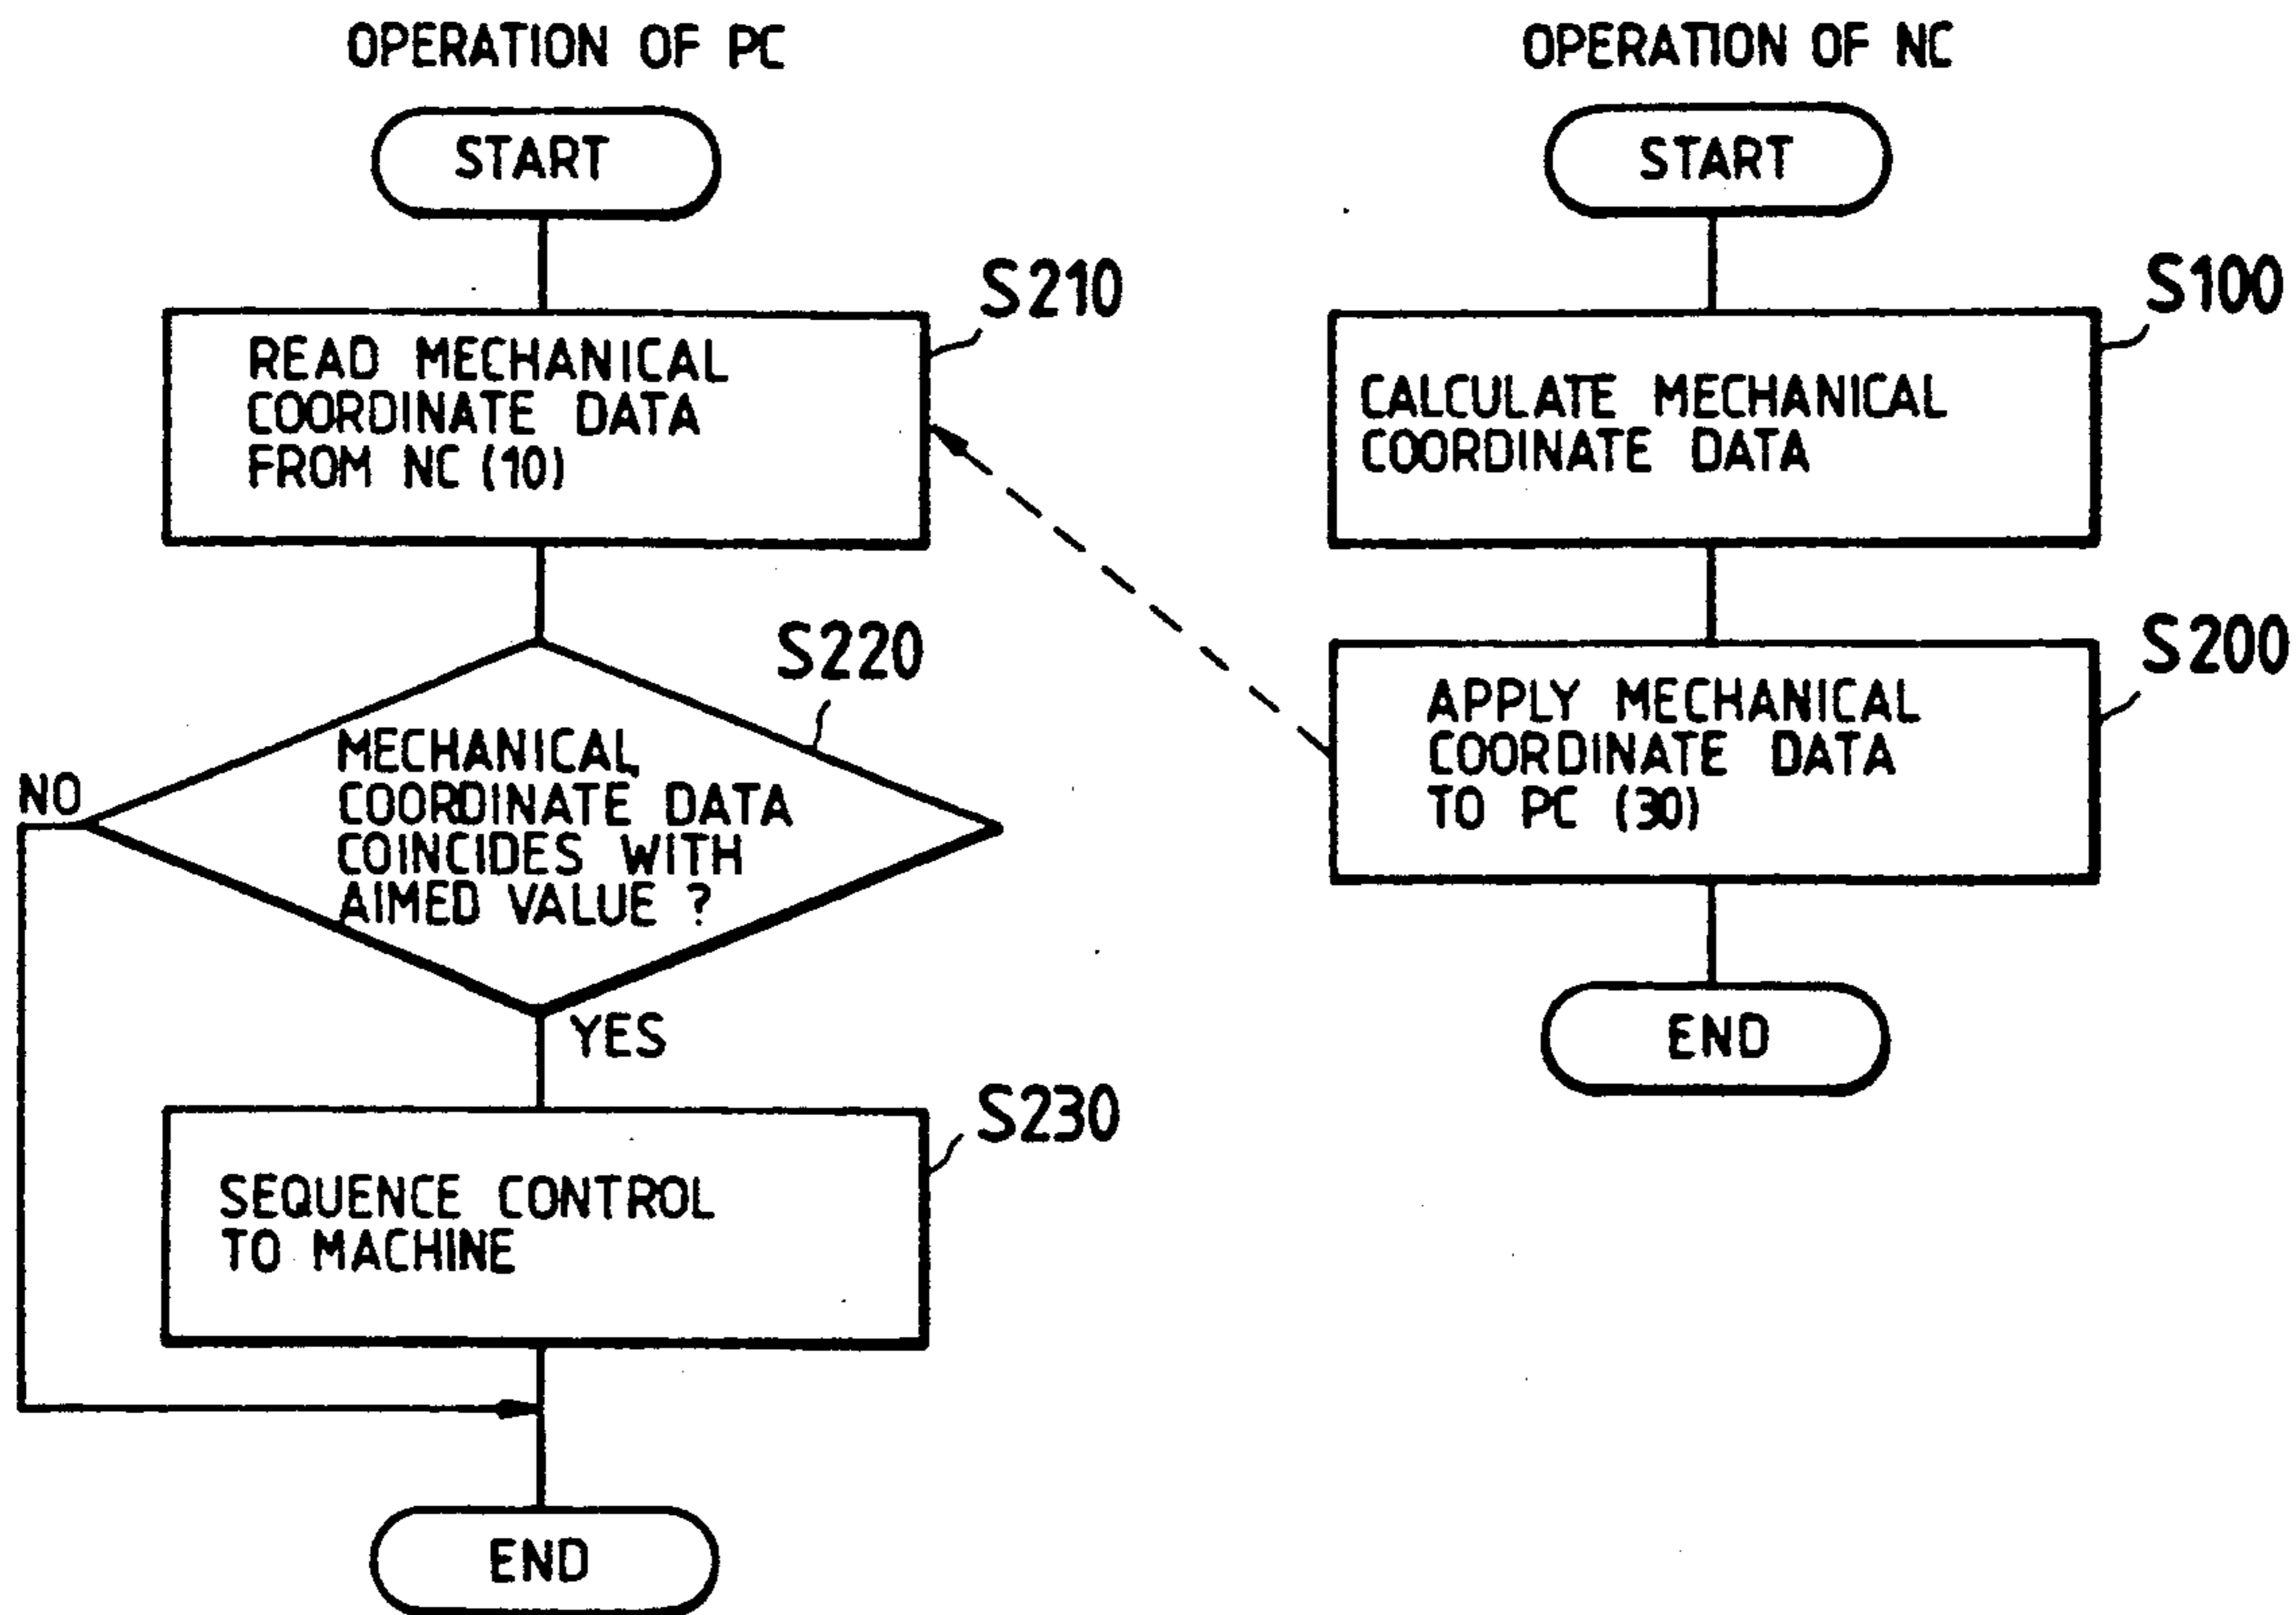 OPERATION OF PC
START
S210
READ MECHANICAL
COORDINATE DATA
FROM NC (10)
S220
MECHANICAL
COORDINATE DATA
COINCIDES WITH
AIMED VALUE ?
NO
YES
S230
SEQUENCE CONTROL
TO MACHINE
END
OPERATION OF NC
START
S100
CALCULATE MECHANICAL
COORDINATE DATA
S200
APPLY MECHANICAL
COORDINATE DATA
TO PC (30)
END